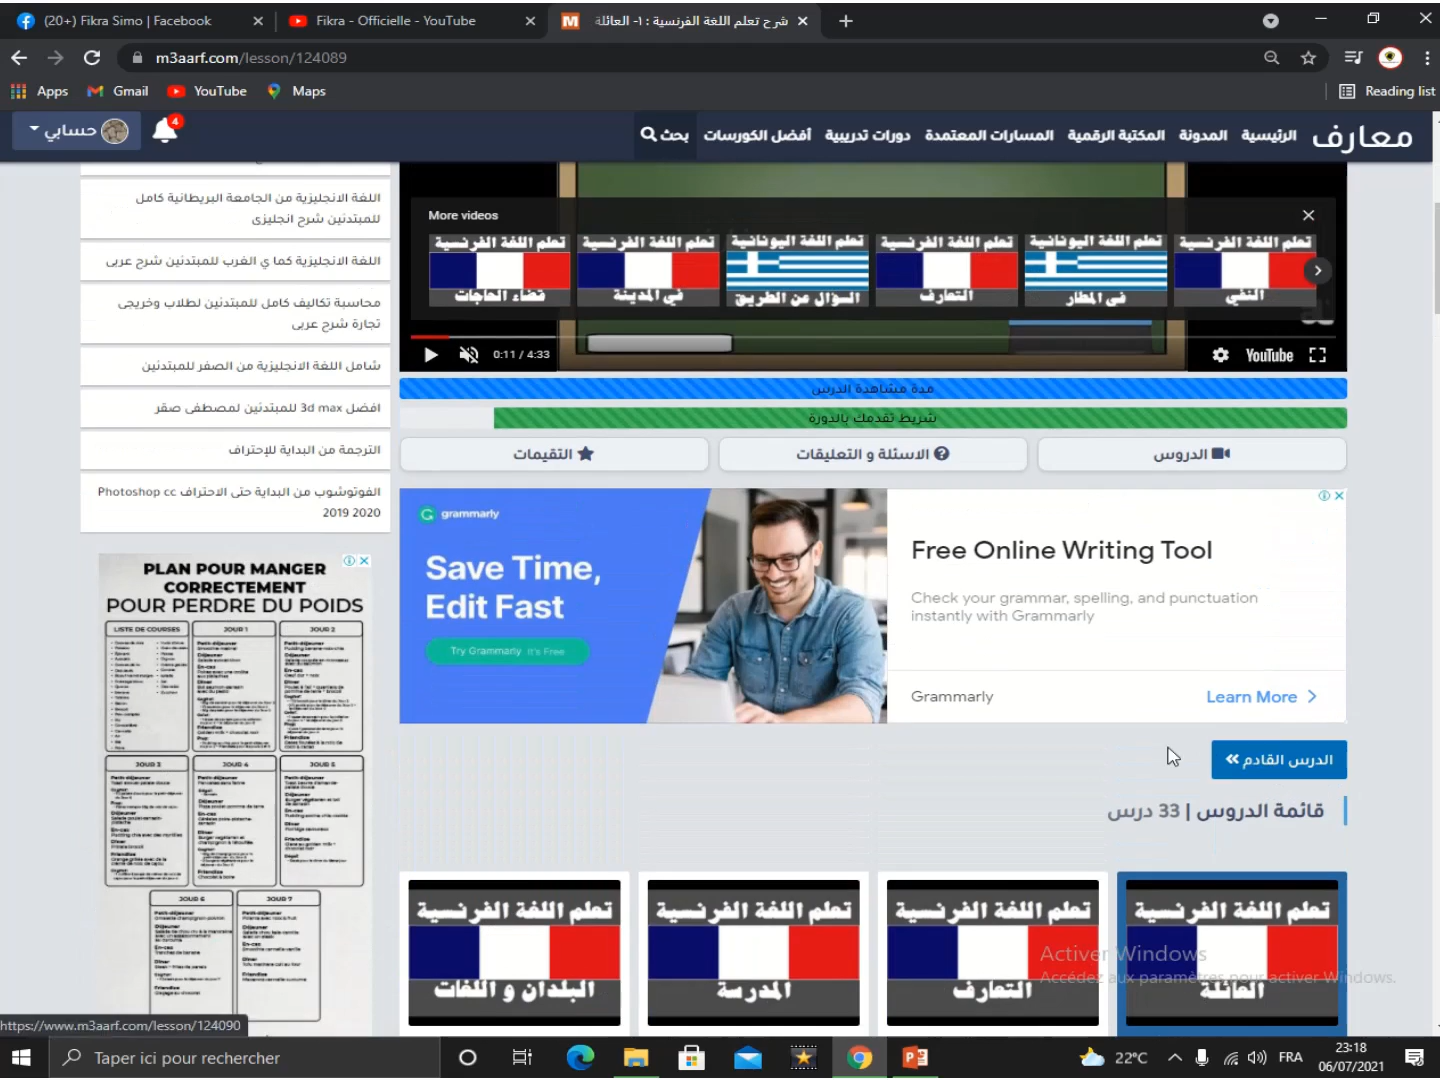 (20+) Fikra Simo | Facebook
Fikra - Officielle - YouTube
شرح تعلم اللغة الفرنسية : ١- العائلة
m3aarf.com/lesson/124089
Apps
Gmail
YouTube
Maps
Reading list
معارف
الرئيسية
المدونة
المكتبة الرقمية
المسارات المعتمدة
دورات تدريبية
أفضل الكورسات
بحث
4
حسابي
اللغة الانجليزية من الجامعة البريطانية كامل
للمبتدئين شرح انجليزى
اللغة الانجليزية كما ي الغرب للمبتدئين شرح عربى
محاسبة تكاليف كامل للمبتدئين لطلاب وخريجى
تجارة شرح عربى
شامل اللغة الانجليزية من الصفر للمبتدئين
افضل 3d max للمبتدئين لمصطفى صقر
الترجمة من البداية للإحتراف
الفوتوشوب من البداية حتى الاحتراف Photoshop cc
2019 2020
More videos
تعلم اللغة الفرنسية
قضاء الحاجات
تعلم اللغة الفرنسية
في المدينة
تعلم اللغة اليونانية
السؤال عن الطريق
تعلم اللغة الفرنسية
التعارف
تعلم اللغة اليونانية
في المطار
تعلم اللغة الفرنسية
النفي
0:11 / 4:33
YouTube
مدة مشاهدة الدرس
شريط تقدمك بالدورة
الدروس
الاسئلة و التعليقات
التقيمات
grammarly
Save Time,
Edit Fast
Try Grammarly It's Free
Free Online Writing Tool
Check your grammar, spelling, and punctuation
instantly with Grammarly
Grammarly
Learn More
PLAN POUR MANGER
CORRECTEMENT
POUR PERDRE DU POIDS
LISTE DE COURSES
JOUR 1
JOUR 2
JOUR 3
JOUR 4
JOUR 5
JOUR 6
JOUR 7
الدرس القادم
قائمة الدروس | 33 درس
تعلم اللغة الفرنسية
العائلة
تعلم اللغة الفرنسية
التعارف
تعلم اللغة الفرنسية
المدرسة
تعلم اللغة الفرنسية
البلدان و اللغات
Activer Windows
Accédez aux paramètres pour activer Windows.
https://www.m3aarf.com/lesson/124090
Taper ici pour rechercher
22°C
FRA
23:18
06/07/2021